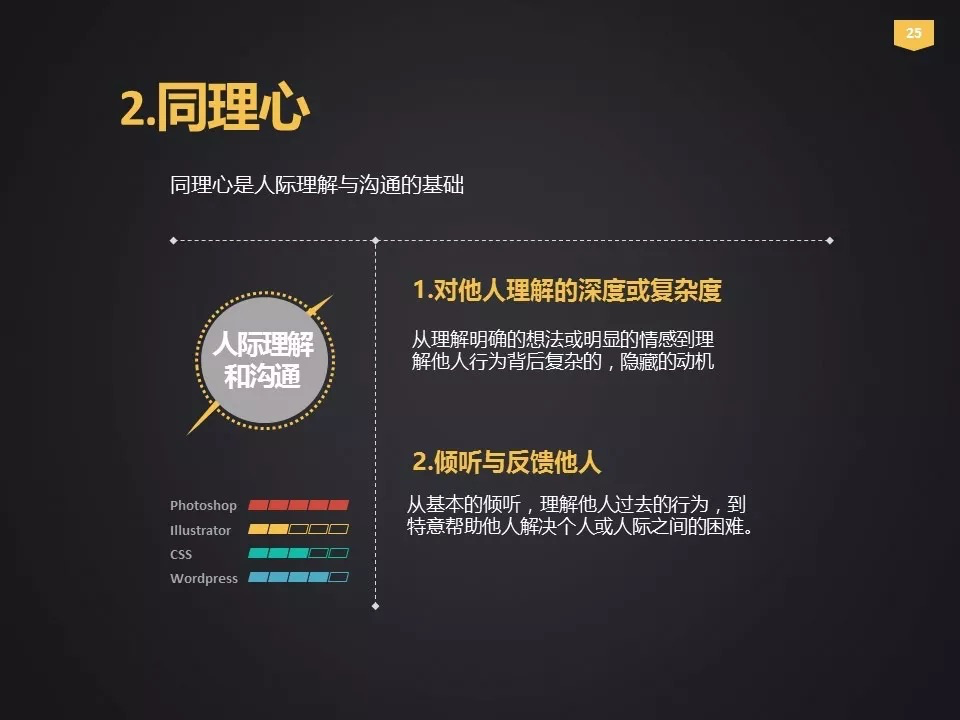 25
2.同理心
同理心是人际理解与沟通的基础
人际理解
和沟通
Photoshop
Illustrator
CSS
Wordpress
1.对他人理解的深度或复杂度
从理解明确的想法或明显的情感到理
解他人行为背后复杂的，隐藏的动机
2.倾听与反馈他人
从基本的倾听，理解他人过去的行为，到
特意帮助他人解决个人或人际之间的困难。